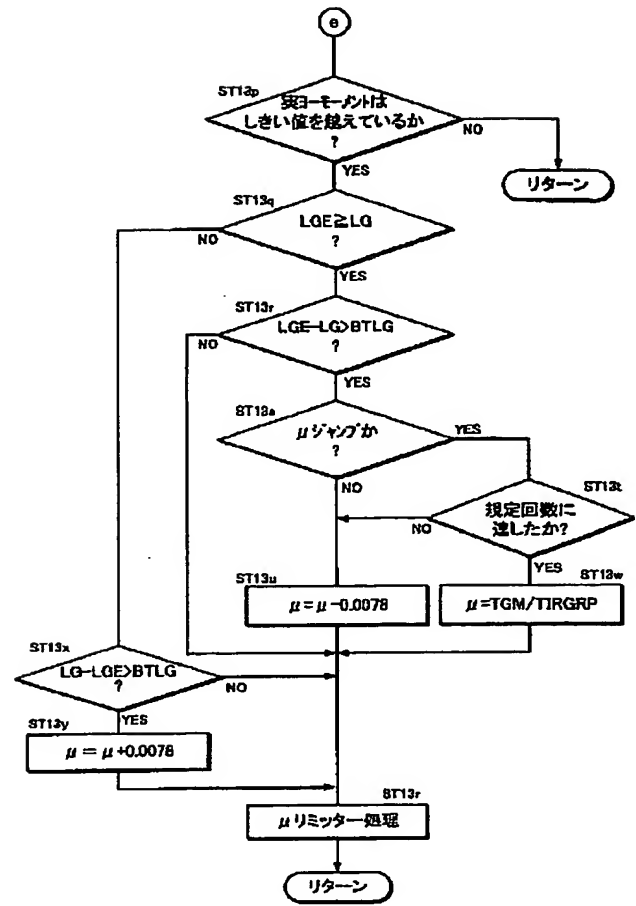 e
ST13p
実ヨーモーメントは
しきい値を越えているか
?
NO
YES
リターン
ST13q
LGE≧LG
?
NO
YES
ST13r
LGE-LG>BTLG
?
NO
YES
ST13s
μジャンプか
?
YES
NO
ST13t
規定回数に
達したか?
NO
YES
ST13u
μ=μ-0.0078
ST13w
μ=TGM/TIRGRP
ST13x
LG-LGE>BTLG
?
NO
YES
ST13y
μ=μ+0.0078
ST13r
μリミッター処理
リターン